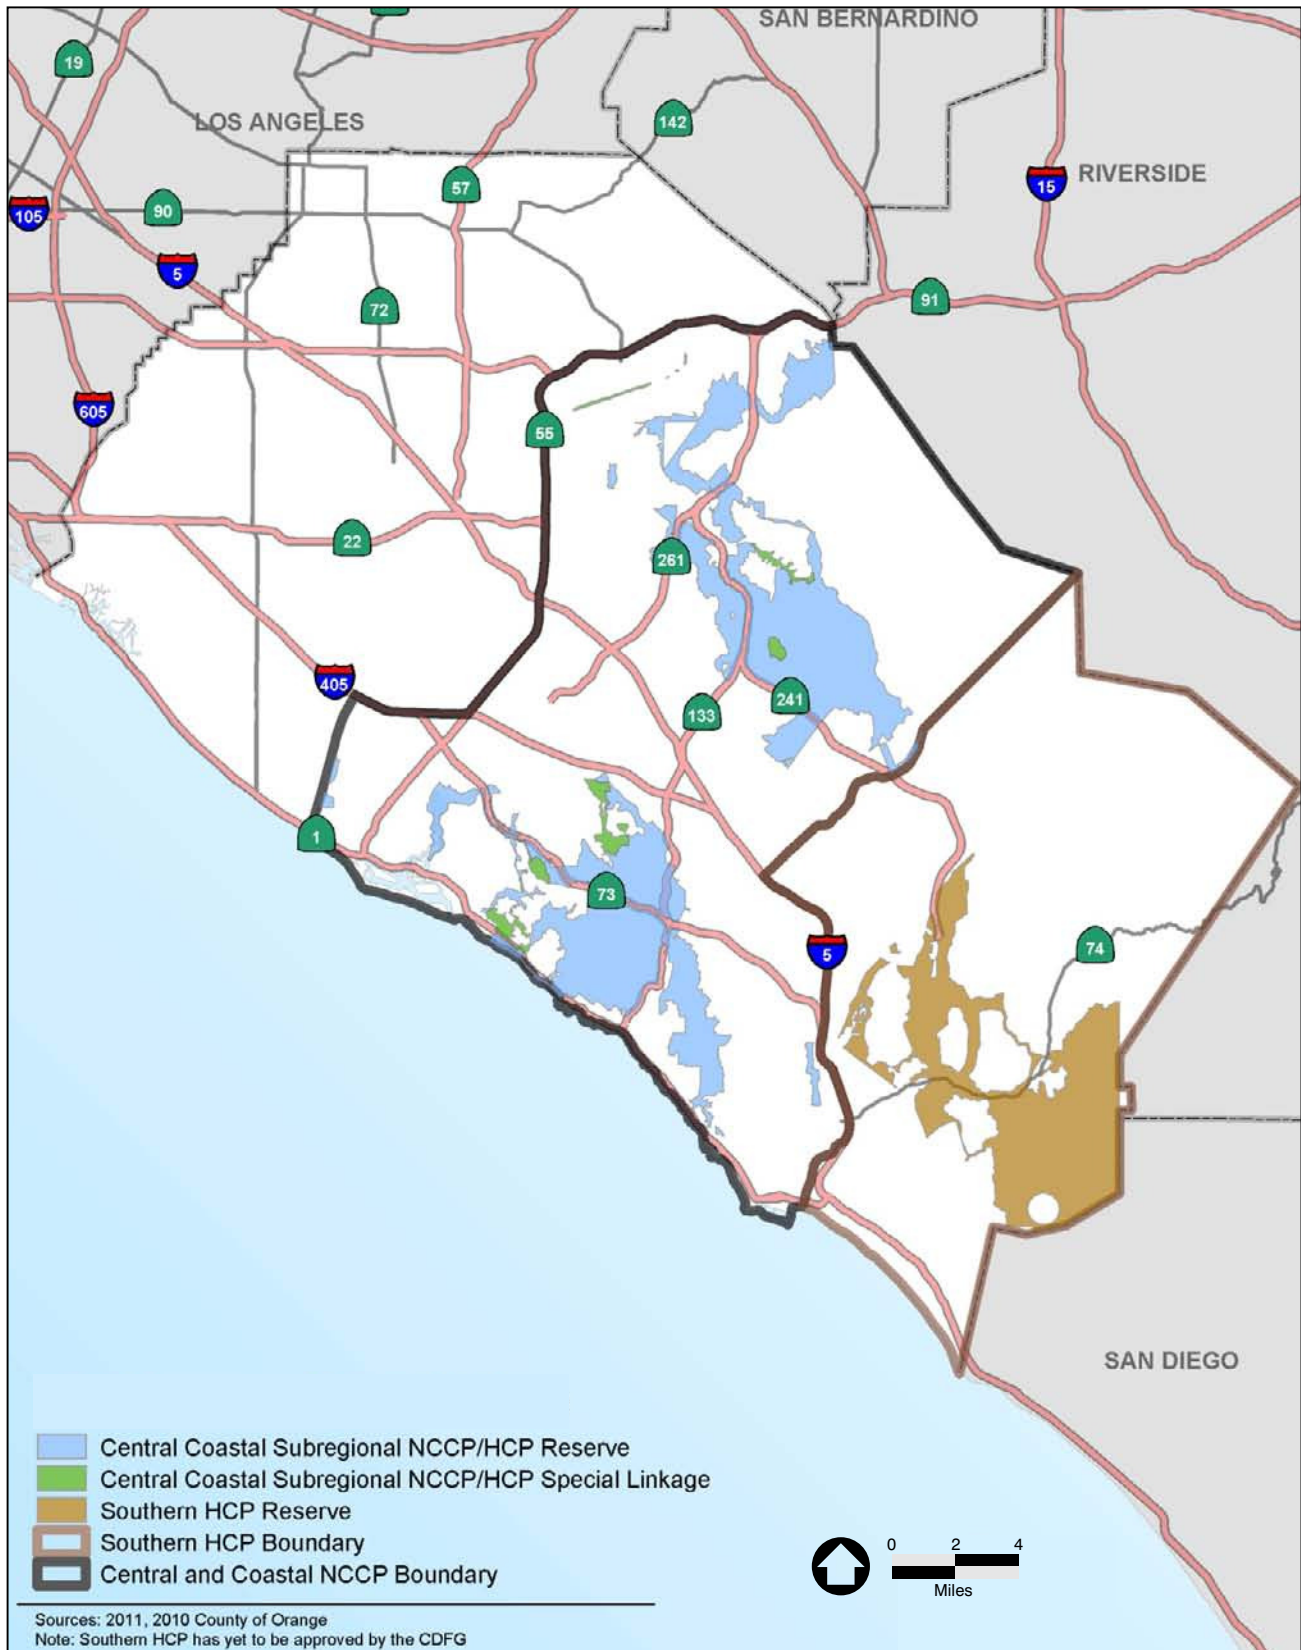 SAN BERNARDINO
19
LOS ANGELES
142
57
15
RIVERSIDE
105
90
5
72
91
605
55
22
261
405
133
241
1
73
5
74
SAN DIEGO
Central Coastal Subregional NCCP/HCP Reserve
Central Coastal Subregional NCCP/HCP Special Linkage
Southern HCP Reserve
Southern HCP Boundary
Central and Coastal NCCP Boundary
0 2 4
Miles
Sources: 2011, 2010 County of Orange
Note: Southern HCP has yet to be approved by the CDFG